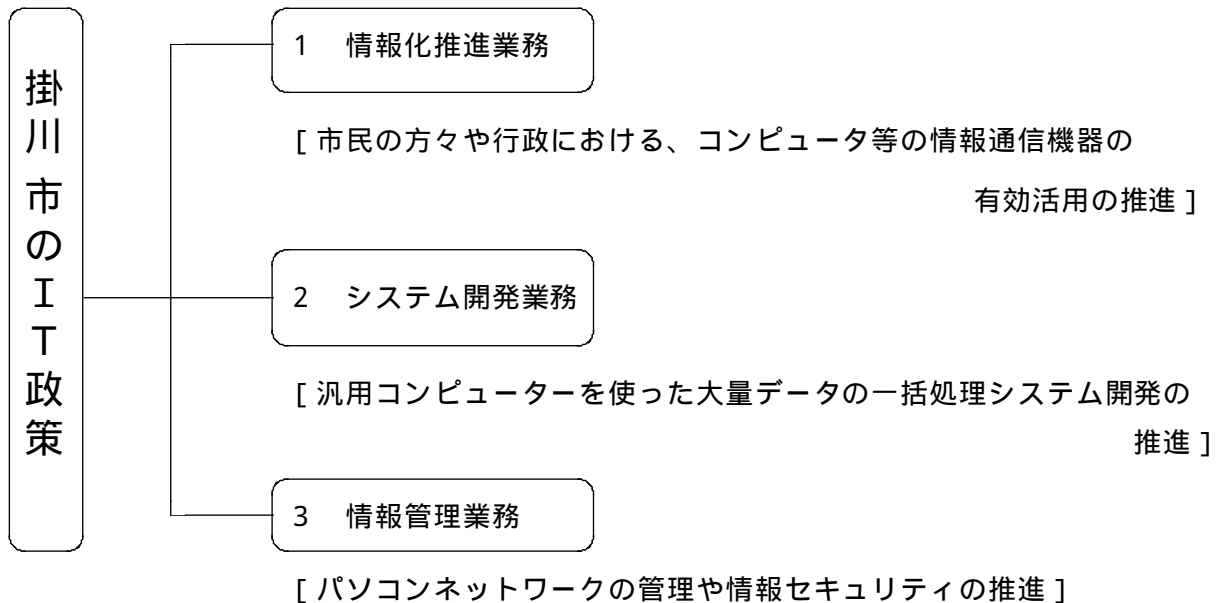 掛川市のＩＴ政策
1　情報化推進業務
[ 市民の方々や行政における、コンピュータ等の情報通信機器の
有効活用の推進 ]
2　システム開発業務
[ 汎用コンピューターを使った大量データの一括処理システム開発の
推進 ]
3　情報管理業務
[ パソコンネットワークの管理や情報セキュリティの推進 ]